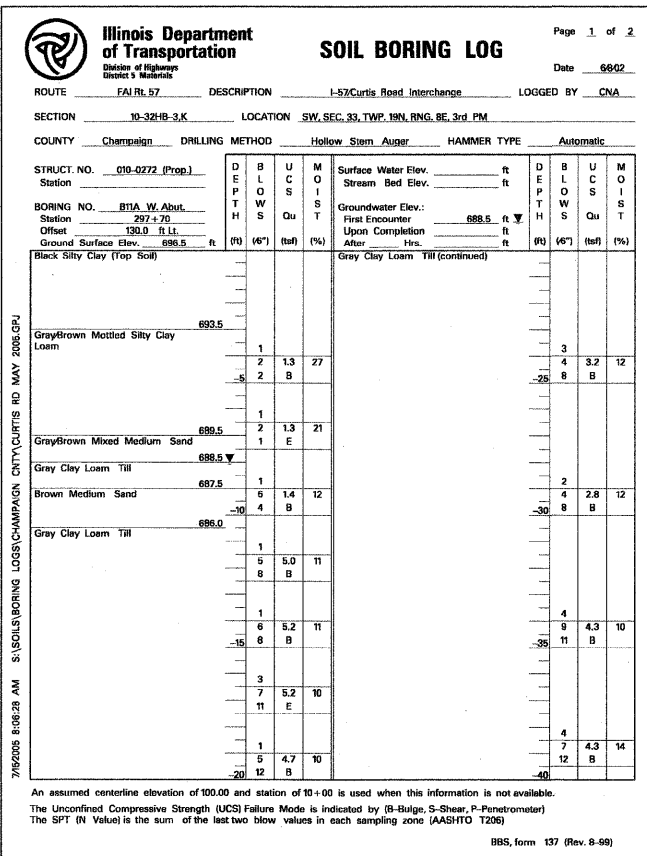 Illinois Department
of Transportation
Division of Highways
District 5 Materials
SOIL BORING LOG
Page 1 of 2
Date 6802
ROUTE FAI Rt. 57 DESCRIPTION I-57/Curtis Road Interchange LOGGED BY CNA
SECTION 10-32HB-3,K LOCATION SW, SEC. 33, TWP. 19N, RNG. 8E, 3rd PM
COUNTY Champaign DRILLING METHOD Hollow Stem Auger HAMMER TYPE Automatic
STRUCT. NO. 010-0272 (Prop.)
Station
BORING NO. B11A W. Abut.
Station 297+70
Offset 130.0 ft Lt.
Ground Surface Elev. 696.5 ft
DEPTH (ft)
BLOWS (/6")
UCS Qu (tsf)
MOIST (%)
Surface Water Elev. ft
Stream Bed Elev. ft
Groundwater Elev.:
First Encounter 688.5 ft ▼
Upon Completion ft
After Hrs. ft
DEPTH (ft)
BLOWS (/6")
UCS Qu (tsf)
MOIST (%)
Black Silty Clay (Top Soil)
693.5
Gray/Brown Mottled Silty Clay
Loam
1
2 1.3 27
-5 2 B
1
689.5 2 1.3 21
Gray/Brown Mixed Medium Sand 1 E
688.5 ▼
Gray Clay Loam Till
687.5 1
Brown Medium Sand 6 1.4 12
-10 4 B
686.0
Gray Clay Loam Till
1
5 5.0 11
8 B
1
6 5.2 11
-15 8 B
3
7 5.2 10
11 E
1
5 4.7 10
-20 12 B
Gray Clay Loam Till (continued)
3
4 3.2 12
-25 8 B
2
4 2.8 12
-30 8 B
4
9 4.3 10
-35 11 B
4
7 4.3 14
12 B
-40
An assumed centerline elevation of 100.00 and station of 10+00 is used when this information is not available.
The Unconfined Compressive Strength (UCS) Failure Mode is indicated by (B-Bulge, S-Shear, P-Penetrometer)
The SPT (N Value) is the sum of the last two blow values in each sampling zone (AASHTO T206)
BBS, form 137 (Rev. 8-99)
7/15/2005 8:06:28 AM S:\SOILS\BORING LOGS\CHAMPAIGN CNTY\CURTIS RD MAY 2005.GPJ